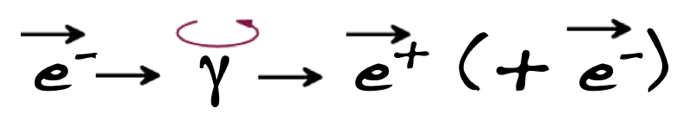 e⁻ → γ → e⁺ (+ e⁻)